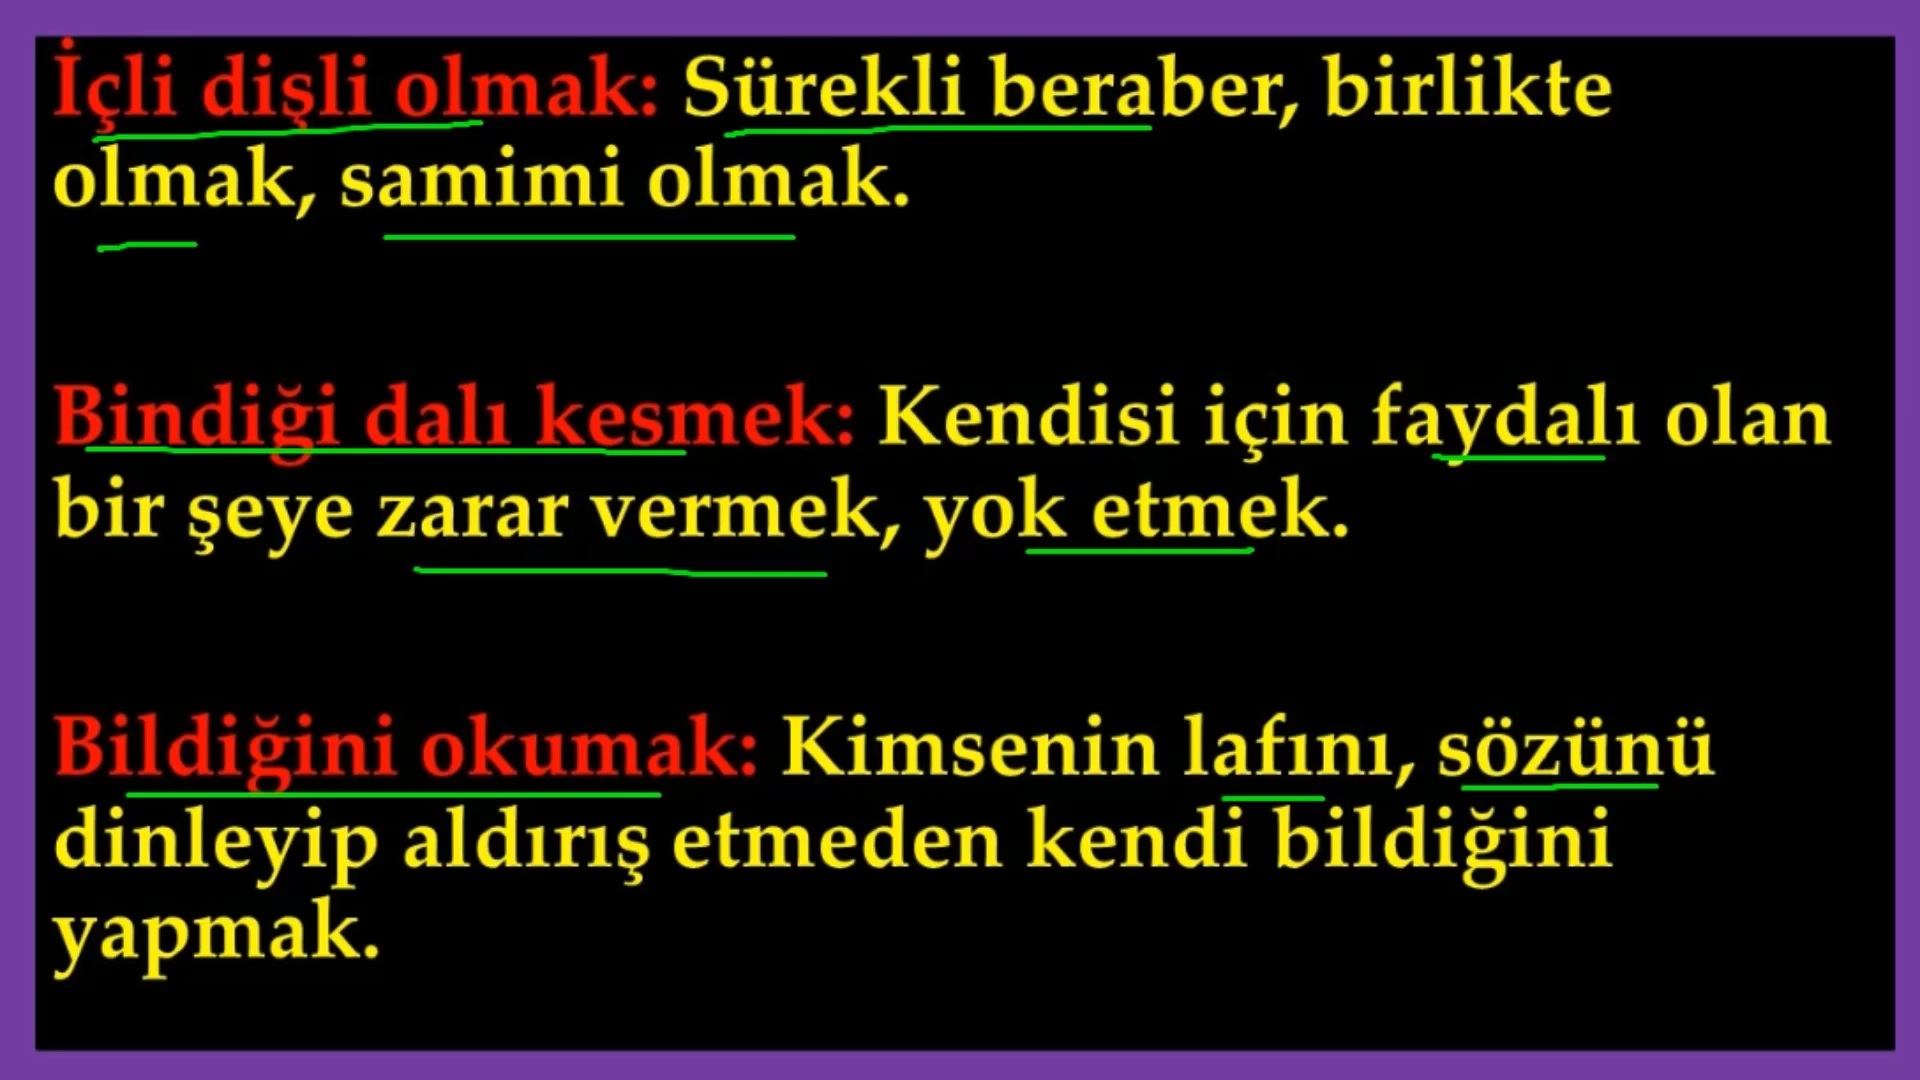 İçli dişli olmak: Sürekli beraber, birlikte
olmak, samimi olmak.
Bindiği dalı kesmek: Kendisi için faydalı olan
bir şeye zarar vermek, yok etmek.
Bildiğini okumak: Kimsenin lafını, sözünü
dinleyip aldırış etmeden kendi bildiğini
yapmak.